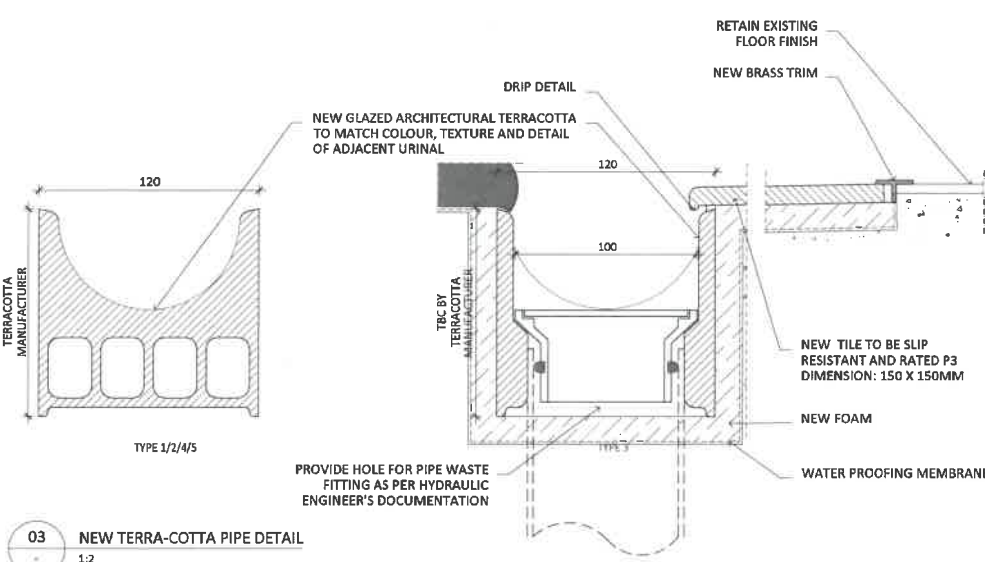 RETAIN EXISTING
FLOOR FINISH
NEW BRASS TRIM
DRIP DETAIL
NEW GLAZED ARCHITECTURAL TERRACOTTA
TO MATCH COLOUR, TEXTURE AND DETAIL
OF ADJACENT URINAL
120
120
100
TERRACOTTA
MANUFACTURER
TBC BY
TERRACOTTA
MANUFACTURER
NEW TILE TO BE SLIP
RESISTANT AND RATED P3
DIMENSION: 150 X 150MM
NEW FOAM
TYPE 1/2/4/5
TYPE 3
PROVIDE HOLE FOR PIPE WASTE
FITTING AS PER HYDRAULIC
ENGINEER'S DOCUMENTATION
WATER PROOFING MEMBRANE
03
NEW TERRA-COTTA PIPE DETAIL
1:2